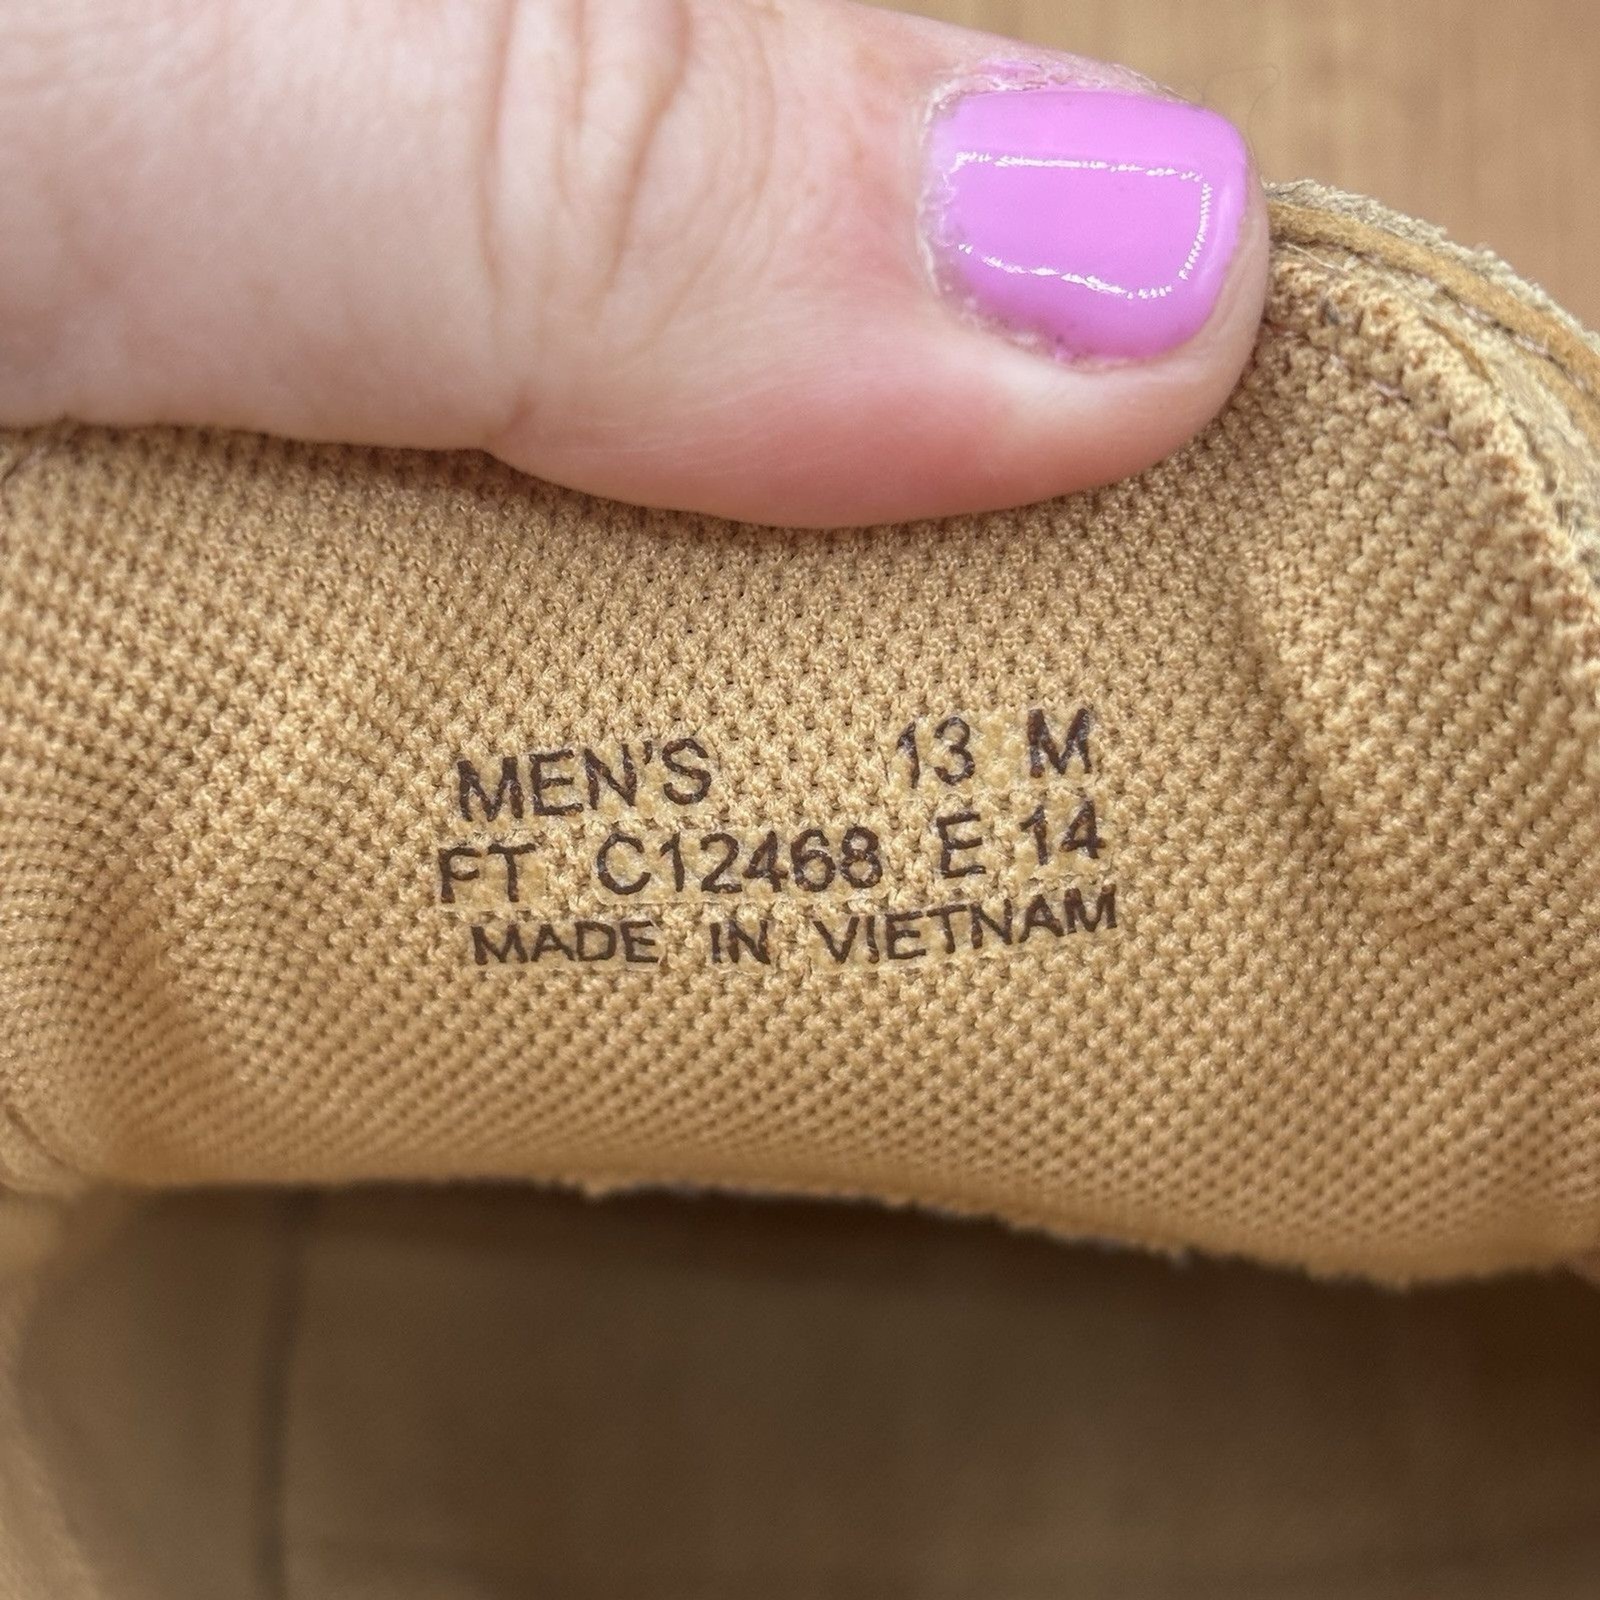 MEN'S 13 M
FT C12468 E 14
MADE IN VIETNAM